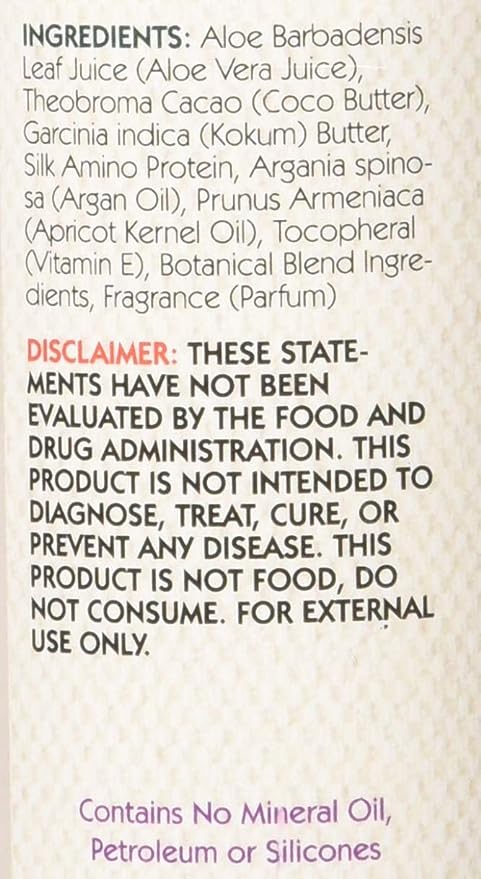 INGREDIENTS: Aloe Barbadensis
Leaf Juice (Aloe Vera Juice),
Theobroma Cacao (Coco Butter),
Garcinia indica (Kokum) Butter,
Silk Amino Protein, Argania spino-
sa (Argan Oil), Prunus Armeniaca
(Apricot Kernel Oil), Tocopheral
(Vitamin E), Botanical Blend Ingre-
dients, Fragrance (Parfum)
DISCLAIMER: THESE STATE-
MENTS HAVE NOT BEEN
EVALUATED BY THE FOOD AND
DRUG ADMINISTRATION. THIS
PRODUCT IS NOT INTENDED TO
DIAGNOSE, TREAT, CURE, OR
PREVENT ANY DISEASE. THIS
PRODUCT IS NOT FOOD, DO
NOT CONSUME. FOR EXTERNAL
USE ONLY.
Contains No Mineral Oil,
Petroleum or Silicones